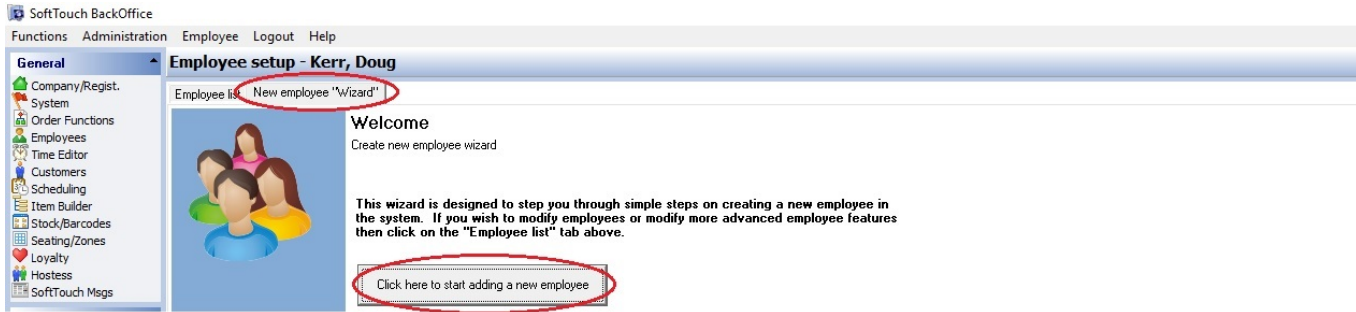 SoftTouch BackOffice
Functions Administration Employee Logout Help
General
Employee setup - Kerr, Doug
Company/Regist.
System
Order Functions
Employees
Time Editor
Customers
Scheduling
Item Builder
Stock/Barcodes
Seating/Zones
Loyalty
Hostess
SoftTouch Msgs
Employee list New employee "Wizard"
Welcome
Create new employee wizard
This wizard is designed to step you through simple steps on creating a new employee in
the system. If you wish to modify employees or modify more advanced employee features
then click on the "Employee list" tab above.
Click here to start adding a new employee